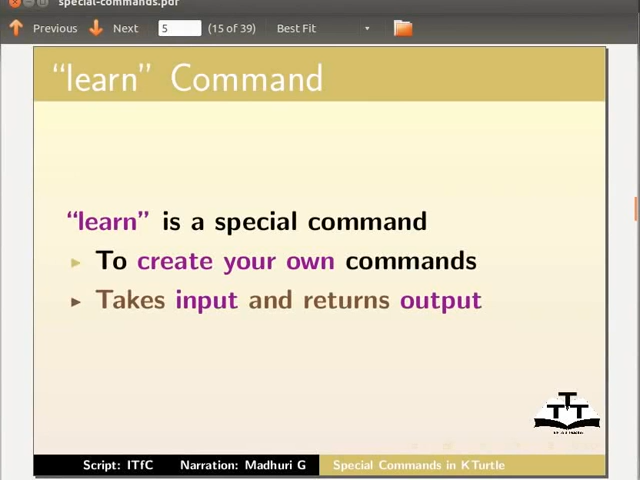 special-commands.pdf
Previous Next 5 (15 of 39) Best Fit
“learn” Command
“learn” is a special command
To create your own commands
Takes input and returns output
Script: ITfC Narration: Madhuri G Special Commands in KTurtle